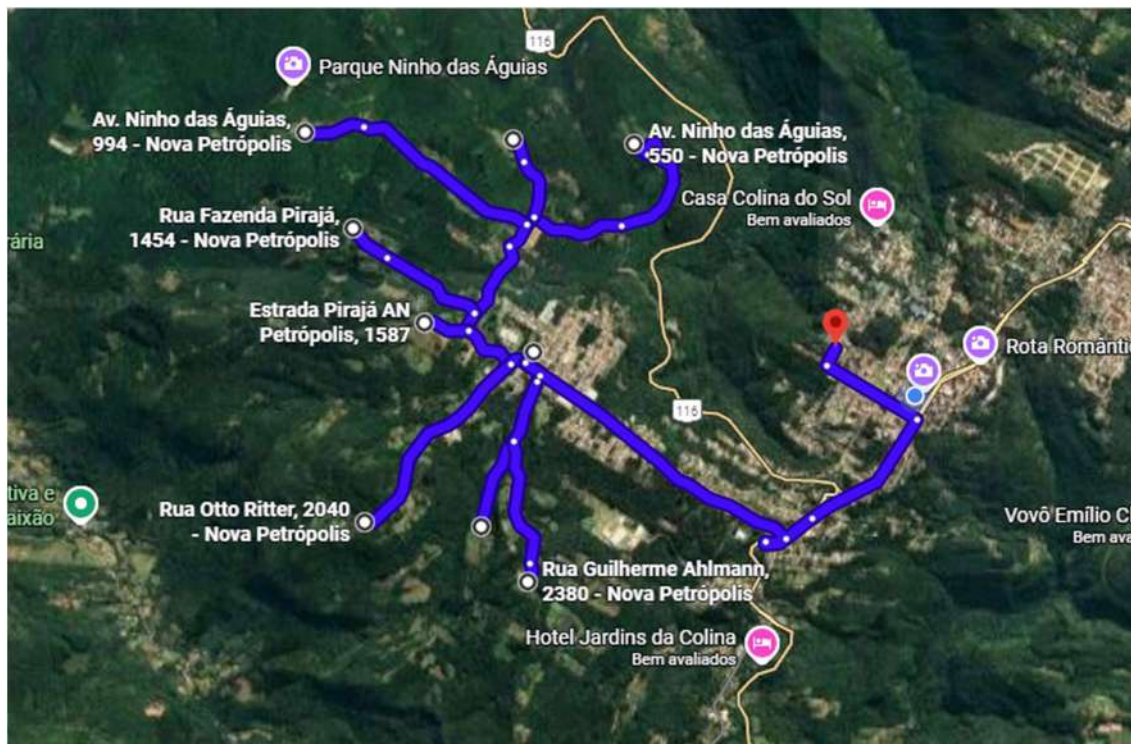 116
Parque Ninho das Águias
Av. Ninho das Águias,
994 - Nova Petrópolis
Av. Ninho das Águias,
550 - Nova Petrópolis
Casa Colina do Sol
Bem avaliados
Rua Fazenda Pirajá,
1454 - Nova Petrópolis
rária
Estrada Pirajá AN
Petrópolis, 1587
Rota Romântic
116
tiva e
aixão
Rua Otto Ritter, 2040
- Nova Petrópolis
Vovô Emílio C
Bem ava
Rua Guilherme Ahlmann,
2380 - Nova Petrópolis
Hotel Jardins da Colina
Bem avaliados